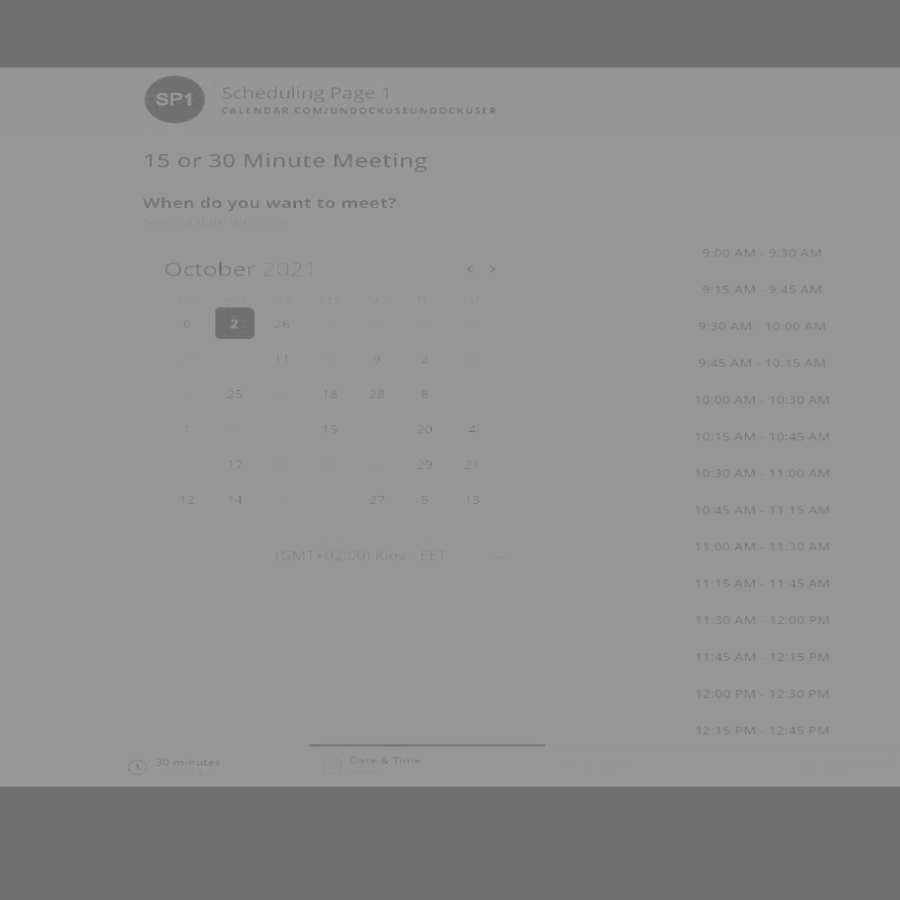 SP1
Scheduling Page 1
CALENDAR.COM/UNDOCKUSEUNDOCKUSER
15 or 30 Minute Meeting
When do you want to meet?
Select a date and time
October 2021 < >
6 2 26
11 9 2
25 18 28 8
1 15 20 4
17 29 21
12 14 27 5 13
(GMT+02:00) Kiev EET
9:00 AM - 9:30 AM
9:15 AM - 9:45 AM
9:30 AM - 10:00 AM
9:45 AM - 10:15 AM
10:00 AM - 10:30 AM
10:15 AM - 10:45 AM
10:30 AM - 11:00 AM
10:45 AM - 11:15 AM
11:00 AM - 11:30 AM
11:15 AM - 11:45 AM
11:30 AM - 12:00 PM
11:45 AM - 12:15 PM
12:00 PM - 12:30 PM
12:15 PM - 12:45 PM
30 minutes
Date & Time